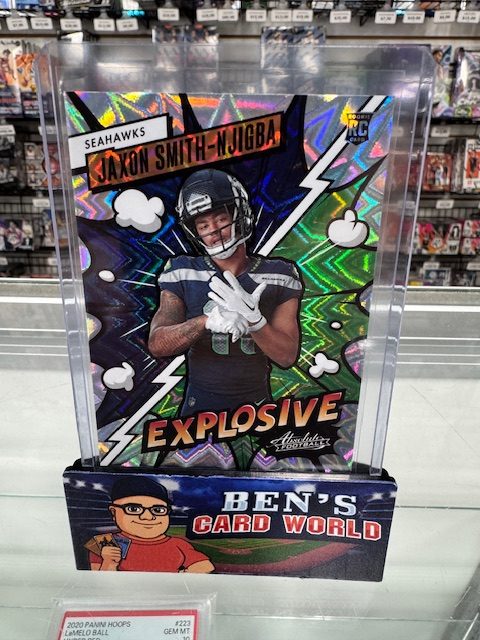 SEAHAWKS
JAXON SMITH-NJIGBA
ROOKIE
RC
CARD
EXPLOSIVE
Absolute
FOOTBALL
BEN'S
CARD WORLD
2020 PANINI HOOPS #223
LaMELO BALL GEM MT
10